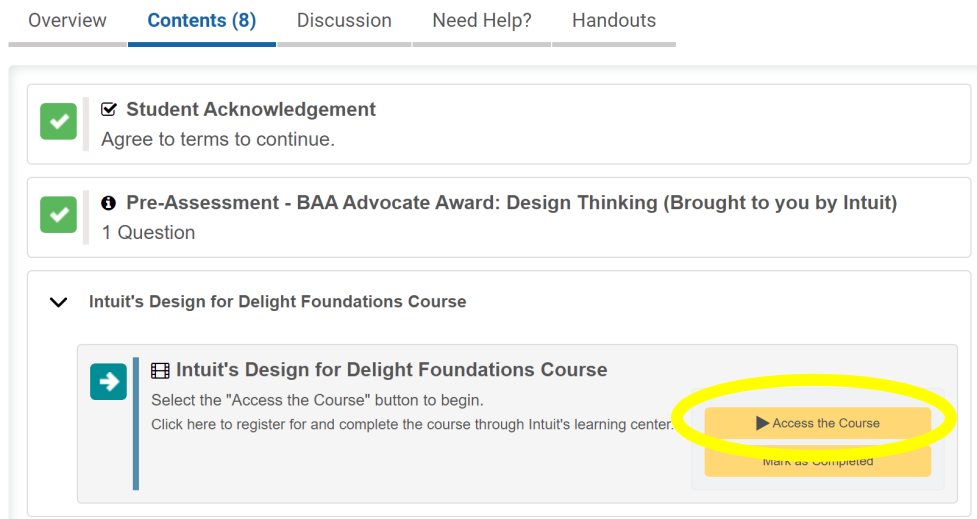 Overview Contents (8) Discussion Need Help? Handouts
Student Acknowledgement
Agree to terms to continue.
Pre-Assessment - BAA Advocate Award: Design Thinking (Brought to you by Intuit)
1 Question
Intuit's Design for Delight Foundations Course
Intuit's Design for Delight Foundations Course
Select the "Access the Course" button to begin.
Click here to register for and complete the course through Intuit's learning center.
Access the Course
Mark as Completed